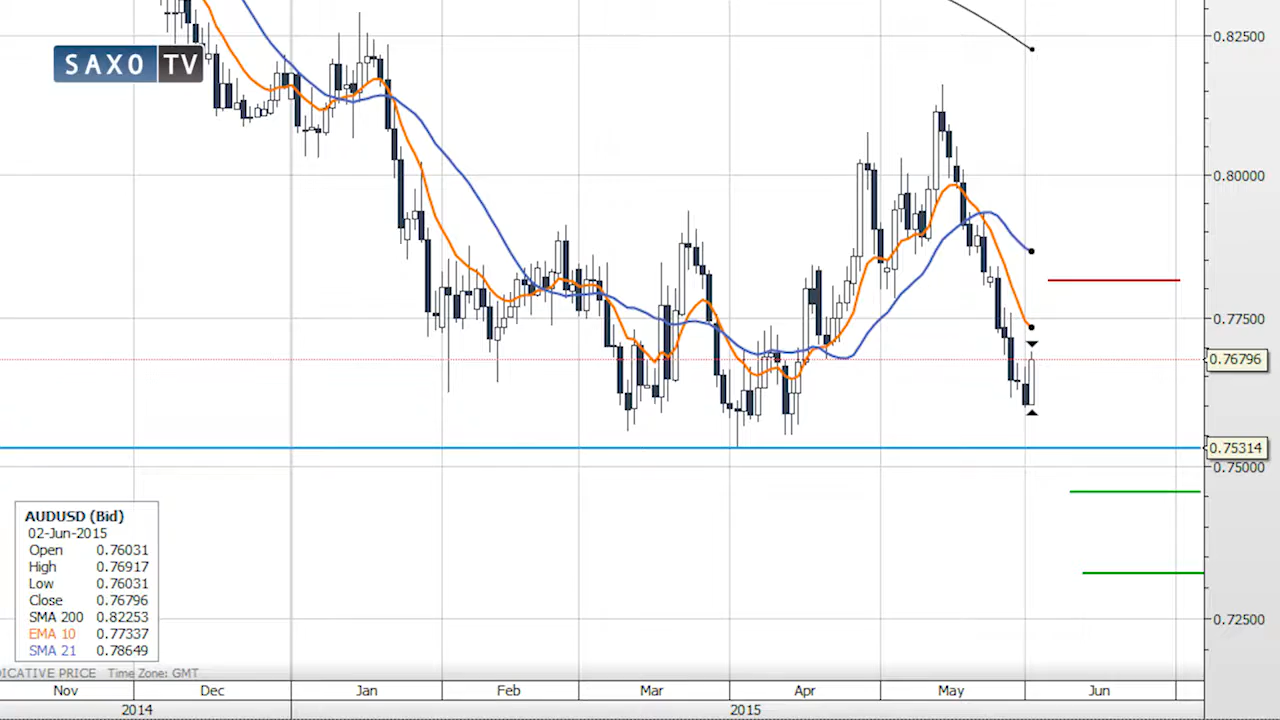 SAXO TV
0.82500
0.80000
0.77500
0.76796
0.75314
0.75000
0.72500
AUDUSD (Bid)
02-Jun-2015
Open 0.76031
High 0.76917
Low 0.76031
Close 0.76796
SMA 200 0.82253
EMA 10 0.77337
SMA 21 0.78649
DICATIVE PRICE Time Zone: GMT
Nov Dec Jan Feb Mar Apr May Jun
2014 2015